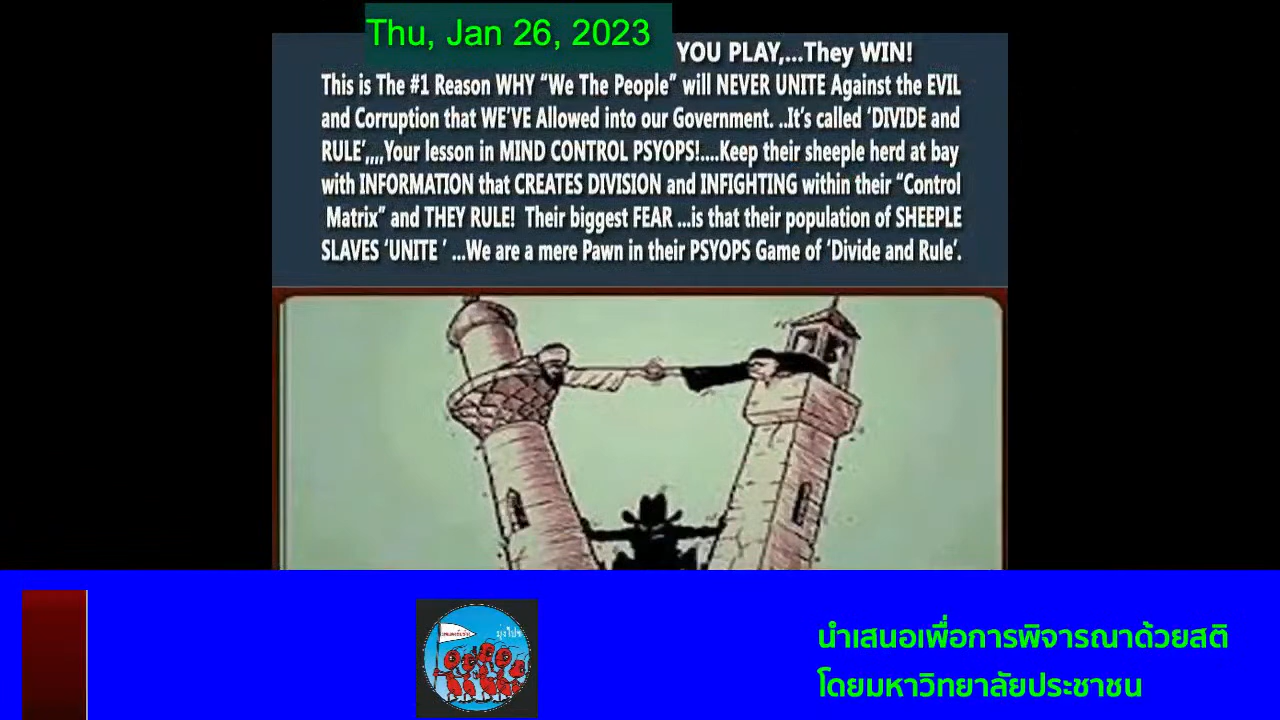 Thu, Jan 26, 2023
YOU PLAY,...They WIN!
This is The #1 Reason WHY “We The People” will NEVER UNITE Against the EVIL
and Corruption that WE’VE Allowed into our Government. ..It’s called ‘DIVIDE and
RULE’,,,,Your lesson in MIND CONTROL PSYOPS!....Keep their sheeple herd at bay
with INFORMATION that CREATES DIVISION and INFIGHTING within their “Control
Matrix” and THEY RULE! Their biggest FEAR ...is that their population of SHEEPLE
SLAVES ‘UNITE ’ ...We are a mere Pawn in their PSYOPS Game of ‘Divide and Rule’.
นำเสนอเพื่อการพิจารณาด้วยสติ
โดยมหาวิทยาลัยประชาชน